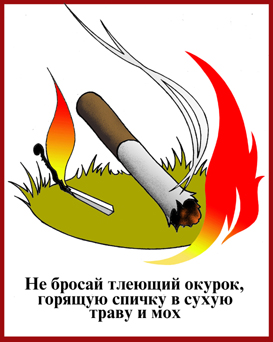 Не бросай тлеющий окурок,
горящую спичку в сухую
траву и мох